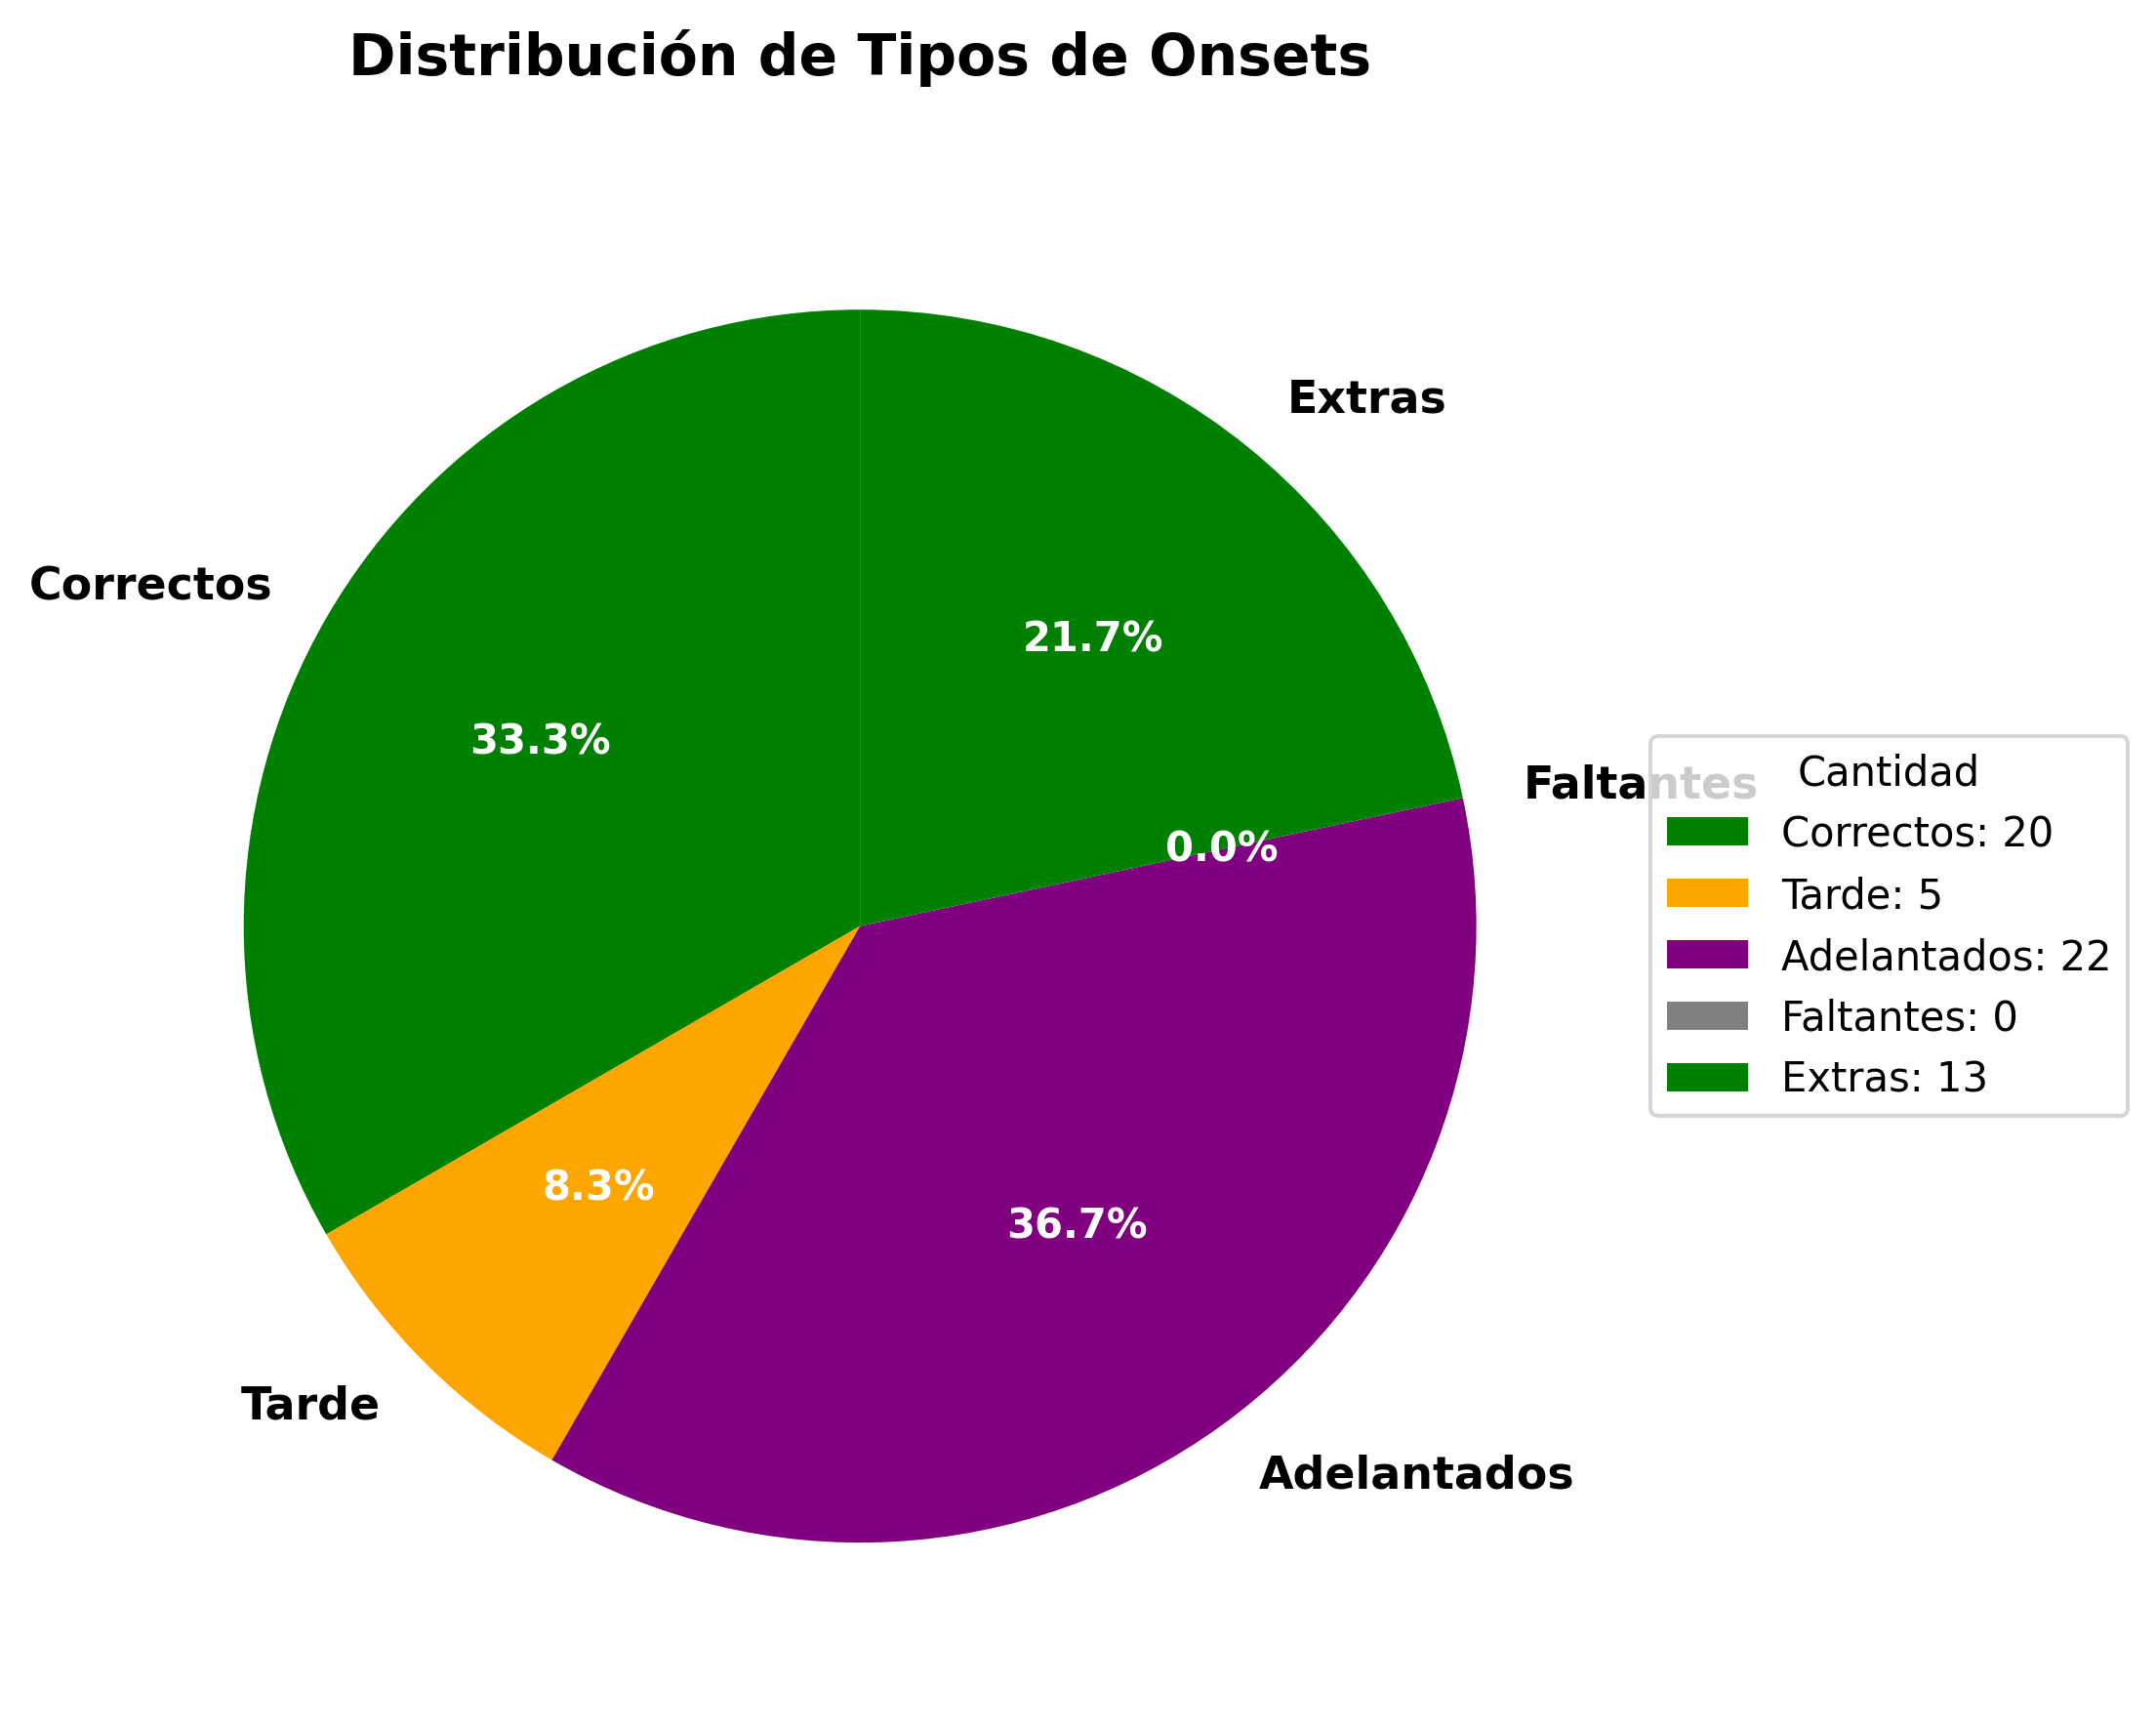 Distribución de Tipos de Onsets
Extras
Correctos
21.7%
33.3%
Faltantes
0.0%
8.3%
36.7%
Tarde
Adelantados
Cantidad
Correctos: 20
Tarde: 5
Adelantados: 22
Faltantes: 0
Extras: 13